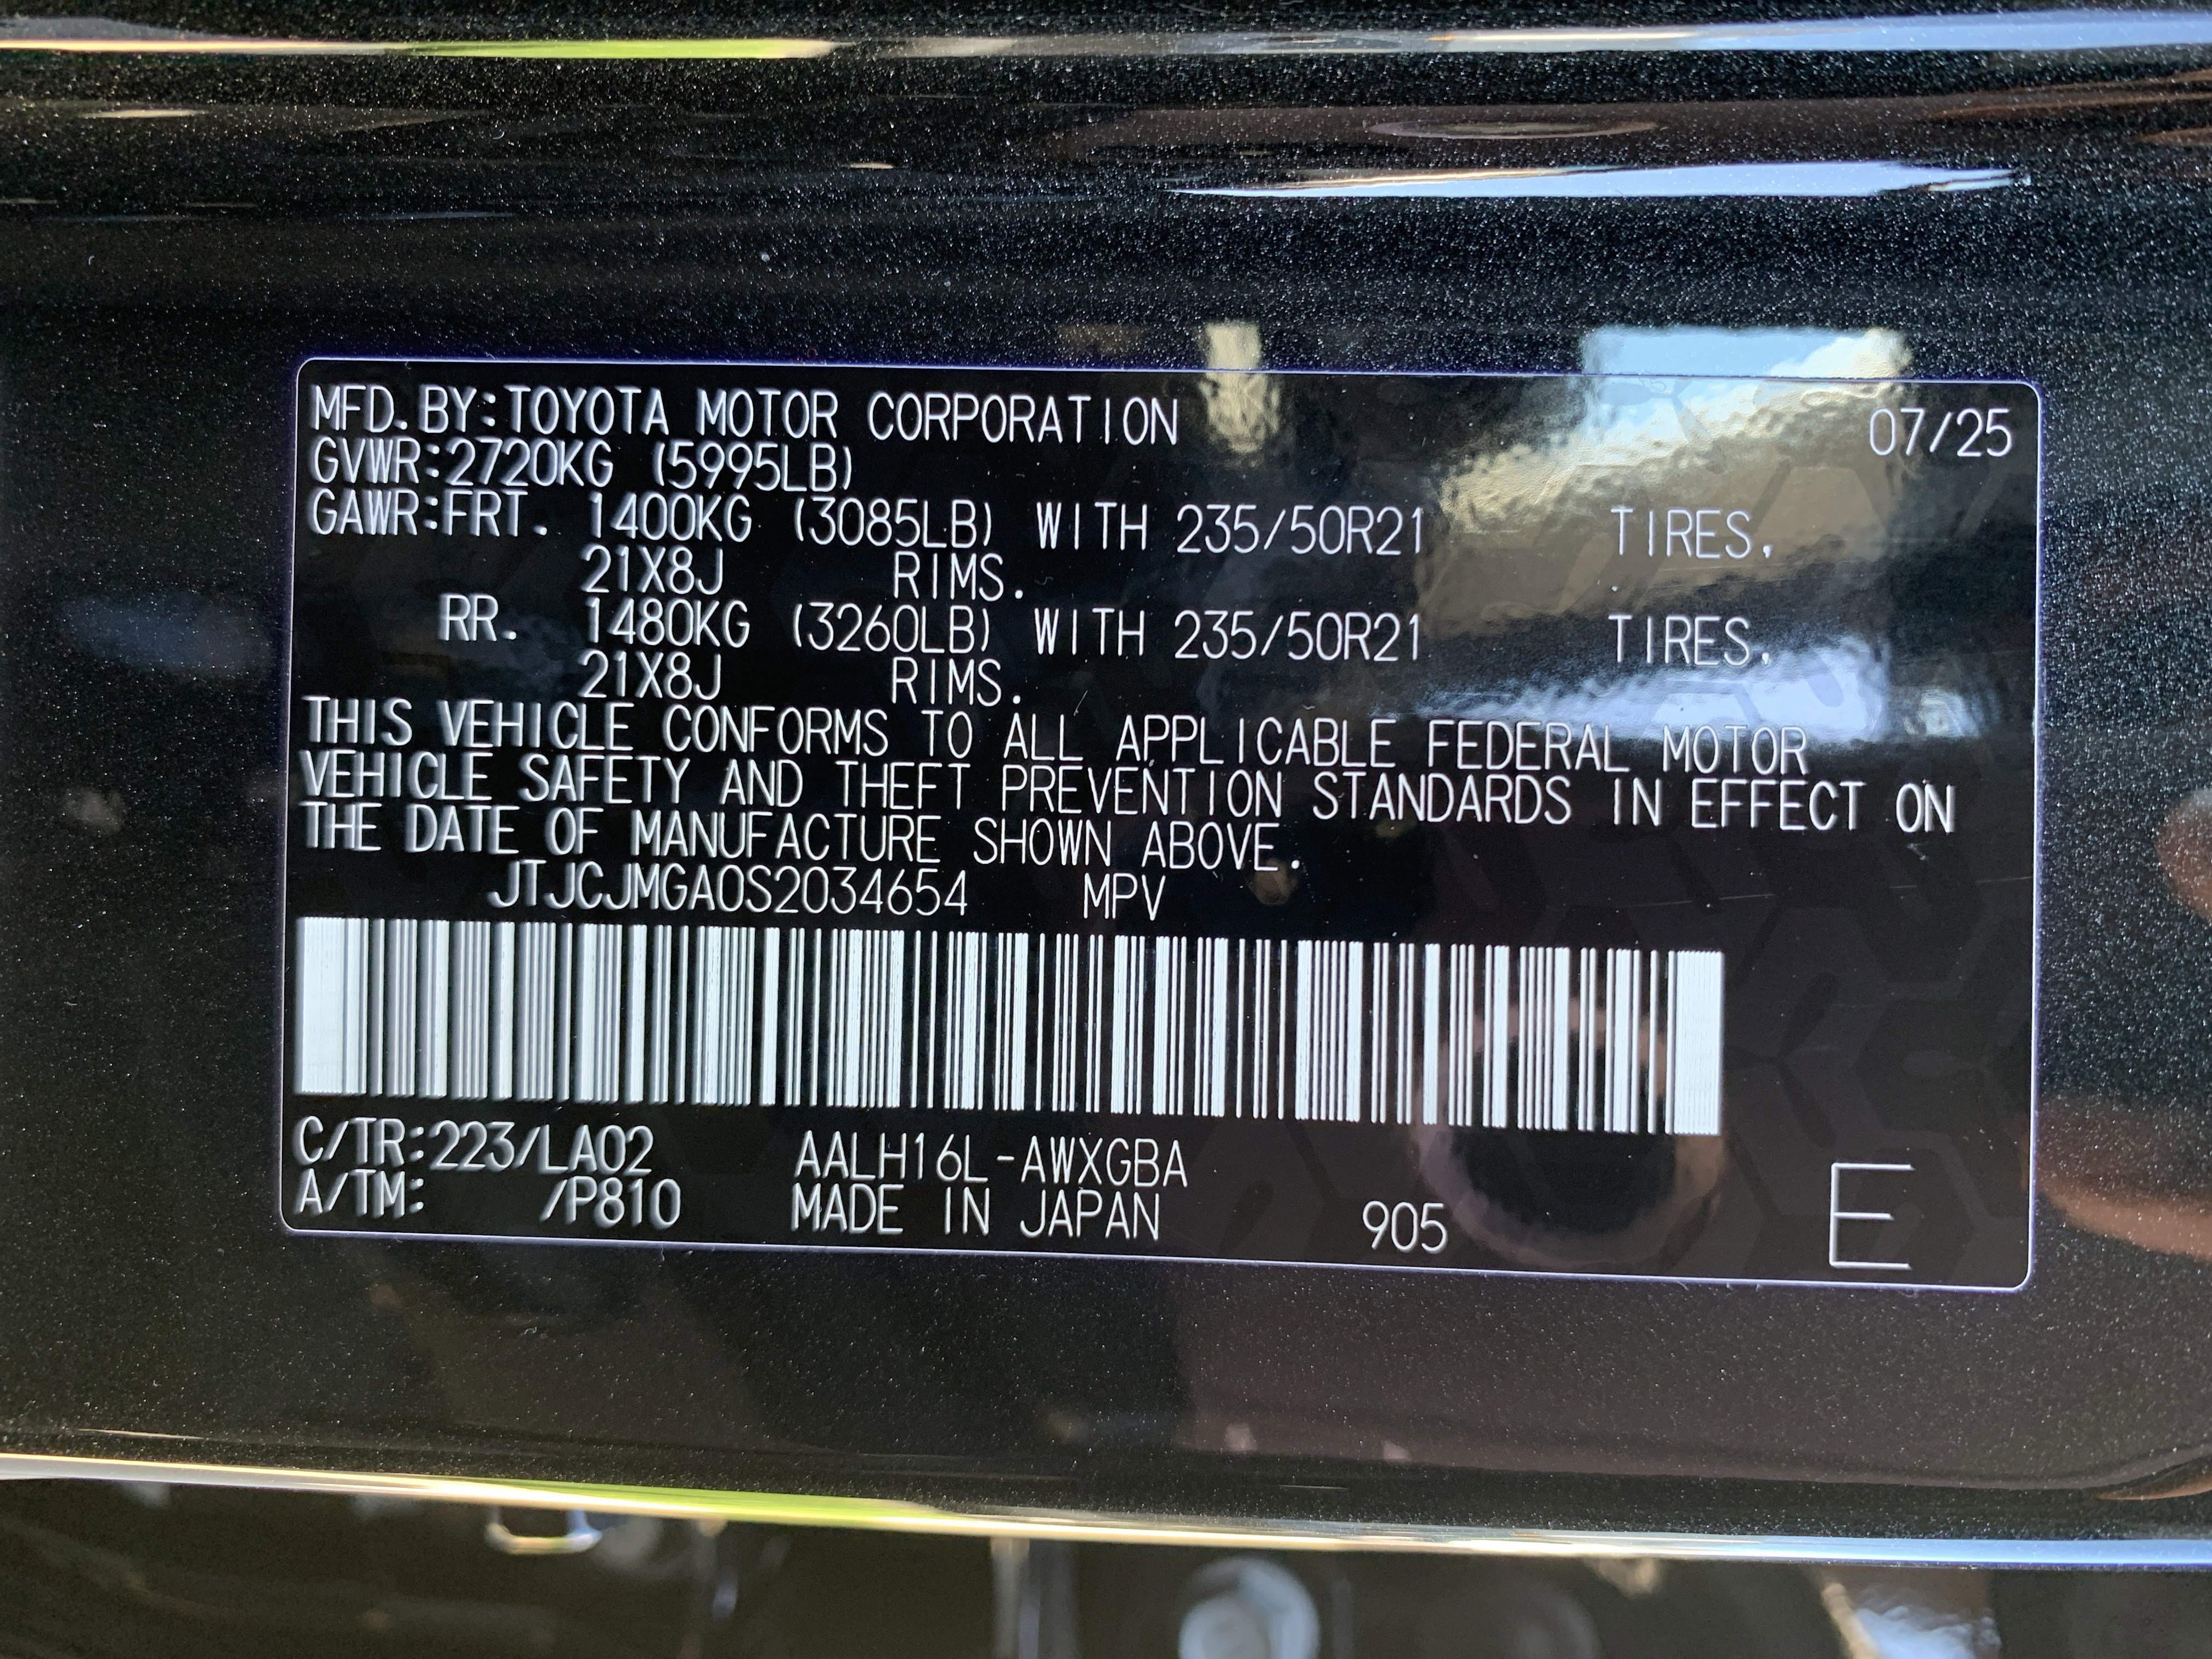 MFD.BY:TOYOTA MOTOR CORPORATION 07/25
GVWR:2720KG (5995LB)
GAWR:FRT. 1400KG (3085LB) WITH 235/50R21 TIRES.
21X8J RIMS.
RR. 1480KG (3260LB) WITH 235/50R21 TIRES.
21X8J RIMS.
THIS VEHICLE CONFORMS TO ALL APPLICABLE FEDERAL MOTOR
VEHICLE SAFETY AND THEFT PREVENTION STANDARDS IN EFFECT ON
THE DATE OF MANUFACTURE SHOWN ABOVE.
JTJCJMGA0S2034654 MPV
C/TR:223/LA02 AALH16L-AWXGBA
A/TM: /P810 MADE IN JAPAN 905 E